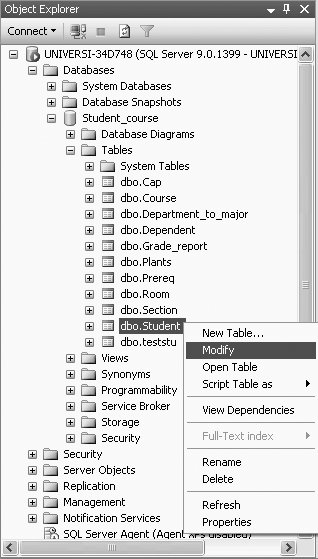 Object Explorer
Connect
UNIVERSI-34D748 (SQL Server 9.0.1399 - UNIVERSI
Databases
System Databases
Database Snapshots
Student_course
Database Diagrams
Tables
System Tables
dbo.Cap
dbo.Course
dbo.Department_to_major
dbo.Dependent
dbo.Grade_report
dbo.Plants
dbo.Prereq
dbo.Room
dbo.Section
dbo.Student
dbo.teststu
Views
Synonyms
Programmability
Service Broker
Storage
Security
Security
Server Objects
Replication
Management
Notification Services
SQL Server Agent (Agent XPs disabled)
New Table...
Modify
Open Table
Script Table as
View Dependencies
Full-Text index
Rename
Delete
Refresh
Properties